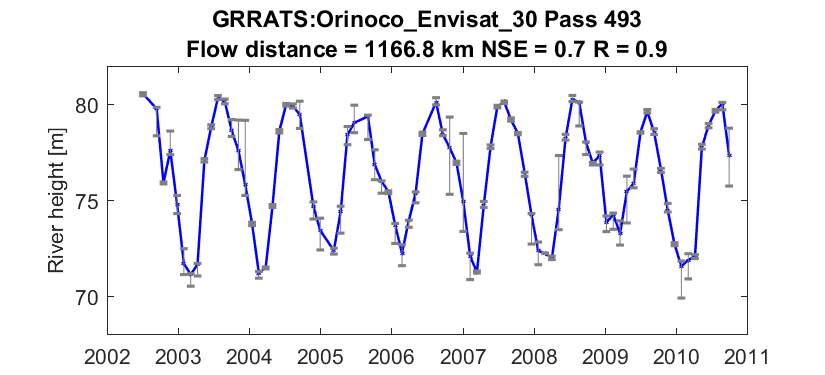 GRRATS:Orinoco_Envisat_30 Pass 493
Flow distance = 1166.8 km NSE = 0.7 R = 0.9
River height [m]
80
75
70
2002 2003 2004 2005 2006 2007 2008 2009 2010 2011